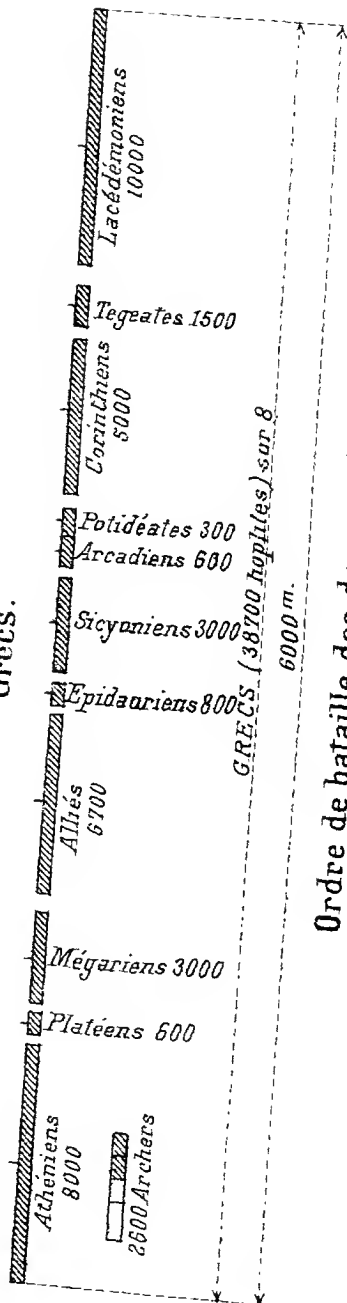 Grecs.
Lacédémoniens
10000
Tegeates 1500
Corinthiens
5000
Potidéates 300
Arcadiens 600
Sicyoniens 3000
Epidauriens 800
Alliés
6700
Mégariens 3000
Platéens 600
Athéniens
8000
2600 Archers
GRECS (38700 hoplites) sur 8
6000 m.
Ordre de bataille des